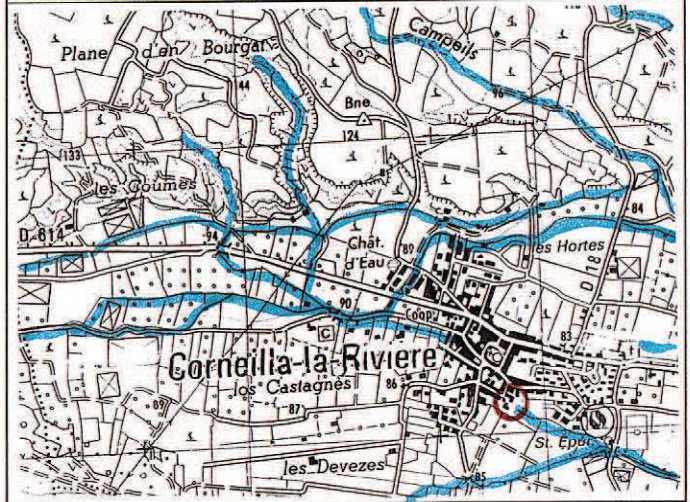 Campeils
Plane d'en Bourgat
44
96
Bne
124
133
les Coumes
84
D 614
94
Chât.
d'Eau
89
les Hortes
D 18
90
Coop.
C
83
Corneilla-la-Rivière
los Castagnès
86
89
87
St. Epur.
les Devezes
85